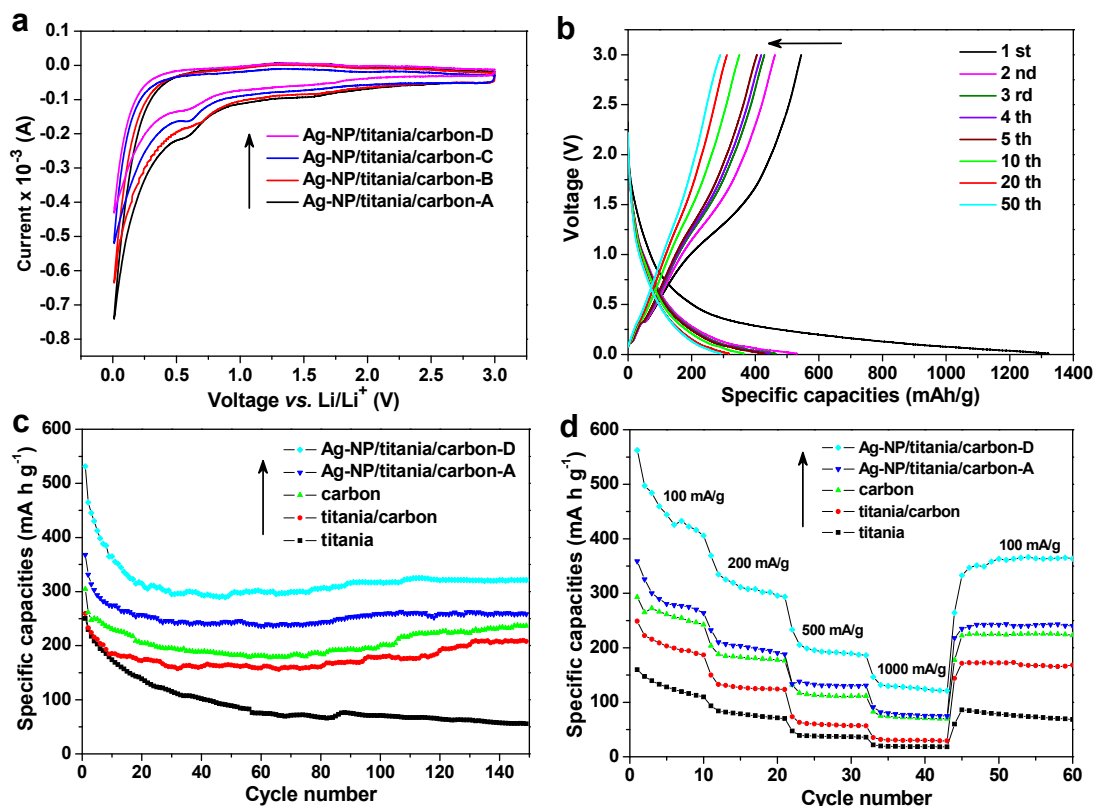 a
0.1
0.0
-0.1
-0.2
-0.3
-0.4
-0.5
-0.6
-0.7
-0.8
Current x 10⁻³ (A)
Ag-NP/titania/carbon-D
Ag-NP/titania/carbon-C
Ag-NP/titania/carbon-B
Ag-NP/titania/carbon-A
0.0 0.5 1.0 1.5 2.0 2.5 3.0
Voltage vs. Li/Li⁺ (V)
b
3.0
2.5
2.0
1.5
1.0
0.5
0.0
Voltage (V)
1 st
2 nd
3 rd
4 th
5 th
10 th
20 th
50 th
0 200 400 600 800 1000 1200 1400
Specific capacities (mAh/g)
c
600
500
400
300
200
100
0
Specific capacities (mA h g⁻¹)
Ag-NP/titania/carbon-D
Ag-NP/titania/carbon-A
carbon
titania/carbon
titania
0 20 40 60 80 100 120 140
Cycle number
d
600
500
400
300
200
100
0
Specific capacities (mA h g⁻¹)
Ag-NP/titania/carbon-D
Ag-NP/titania/carbon-A
carbon
titania/carbon
titania
100 mA/g
200 mA/g
500 mA/g
1000 mA/g
100 mA/g
0 10 20 30 40 50 60
Cycle number